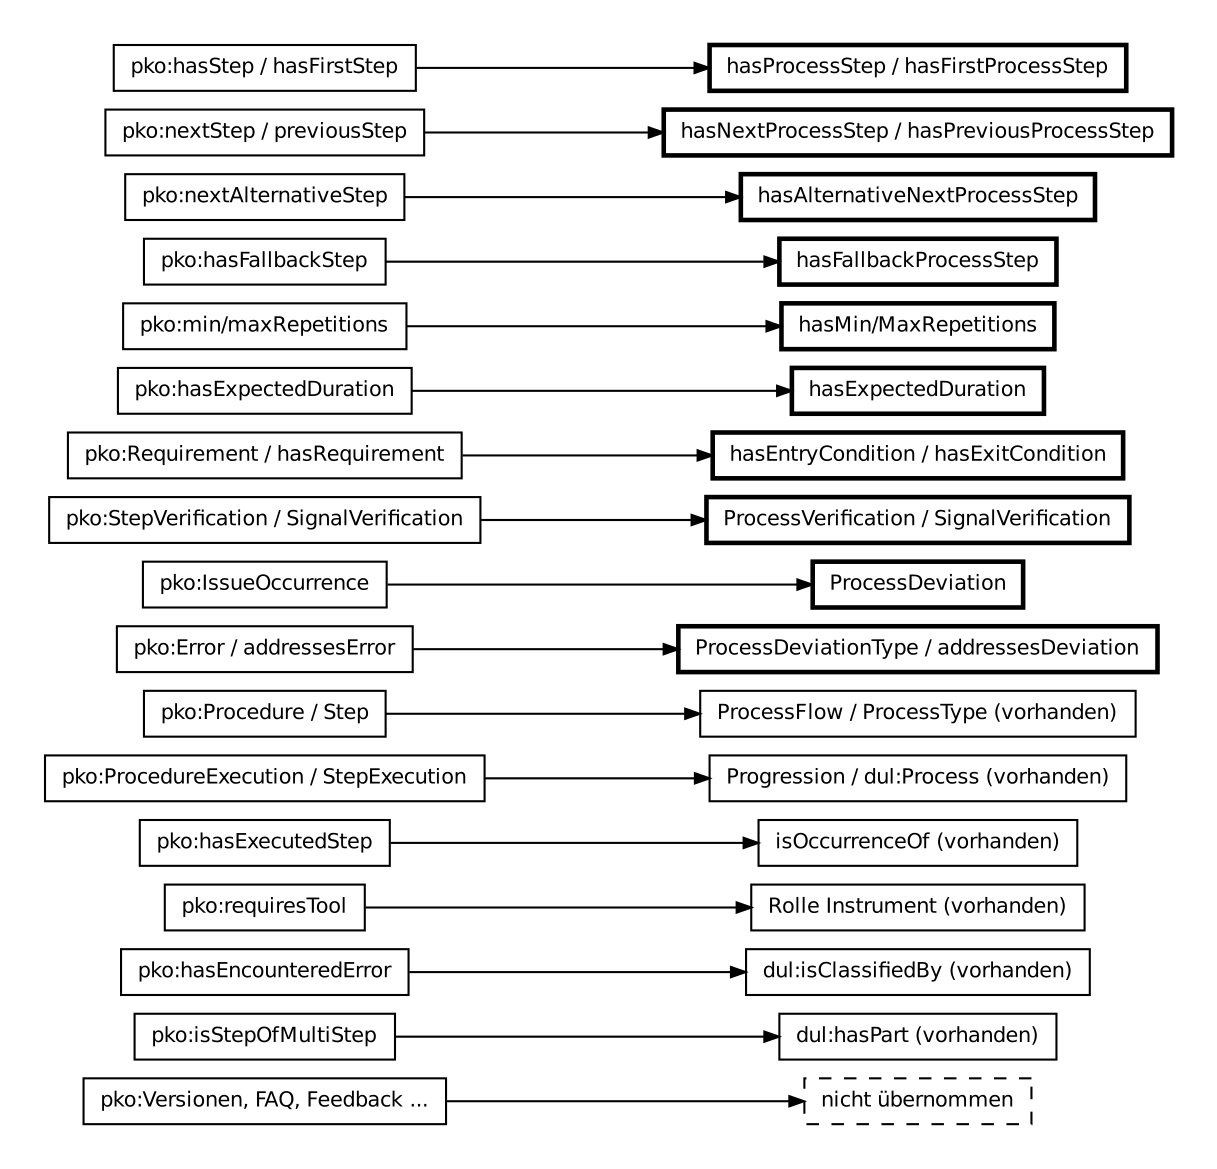 pko:hasStep / hasFirstStep hasProcessStep / hasFirstProcessStep
pko:nextStep / previousStep hasNextProcessStep / hasPreviousProcessStep
pko:nextAlternativeStep hasAlternativeNextProcessStep
pko:hasFallbackStep hasFallbackProcessStep
pko:min/maxRepetitions hasMin/MaxRepetitions
pko:hasExpectedDuration hasExpectedDuration
pko:Requirement / hasRequirement hasEntryCondition / hasExitCondition
pko:StepVerification / SignalVerification ProcessVerification / SignalVerification
pko:IssueOccurrence ProcessDeviation
pko:Error / addressesError ProcessDeviationType / addressesDeviation
pko:Procedure / Step ProcessFlow / ProcessType (vorhanden)
pko:ProcedureExecution / StepExecution Progression / dul:Process (vorhanden)
pko:hasExecutedStep isOccurrenceOf (vorhanden)
pko:requiresTool Rolle Instrument (vorhanden)
pko:hasEncounteredError dul:isClassifiedBy (vorhanden)
pko:isStepOfMultiStep dul:hasPart (vorhanden)
pko:Versionen, FAQ, Feedback ... nicht übernommen